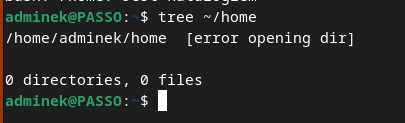 adminek@PASSO:~$ tree ~/home
/home/adminek/home  [error opening dir]

0 directories, 0 files
adminek@PASSO:~$